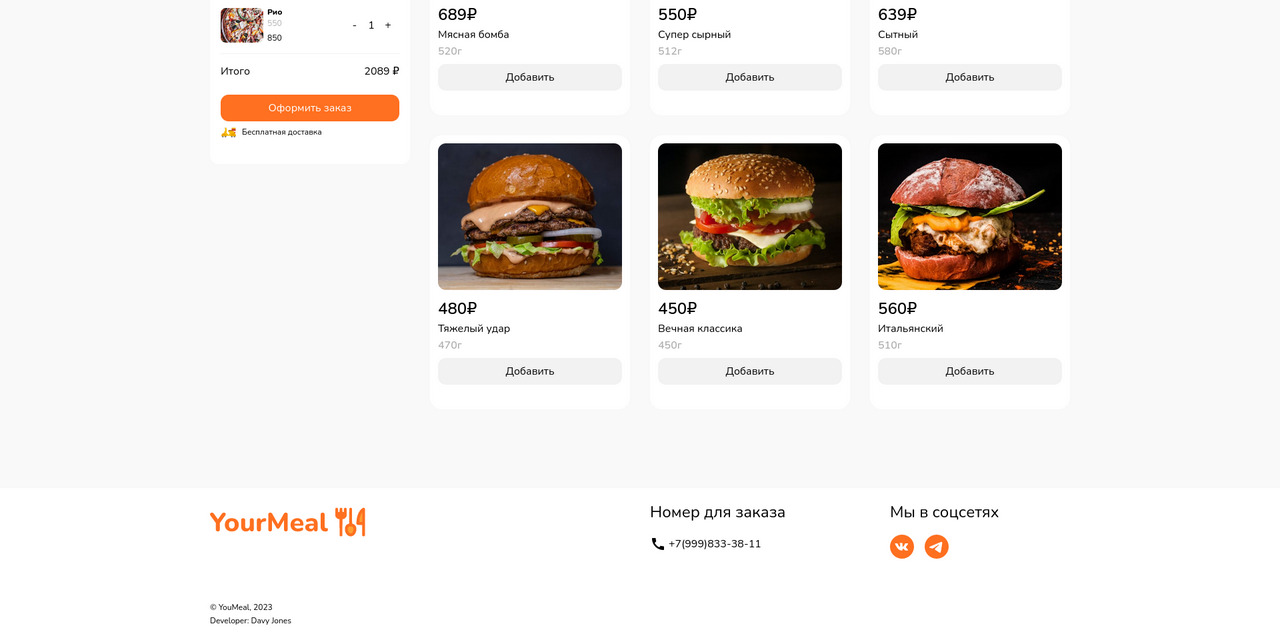 Рио
550
850
- 1 +
Итого 2089 ₽
Оформить заказ
Бесплатная доставка
689₽
Мясная бомба
520г
Добавить
550₽
Супер сырный
512г
Добавить
639₽
Сытный
580г
Добавить
480₽
Тяжелый удар
470г
Добавить
450₽
Вечная классика
450г
Добавить
560₽
Итальянский
510г
Добавить
YourMeal
Номер для заказа
+7(999)833-38-11
Мы в соцсетях
© YouMeal, 2023
Developer: Davy Jones